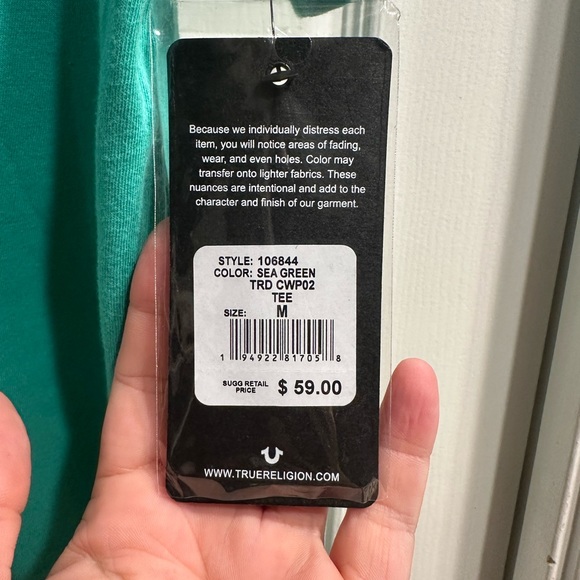 Because we individually distress each
item, you will notice areas of fading,
wear, and even holes. Color may
transfer onto lighter fabrics. These
nuances are intentional and add to the
character and finish of our garment.
STYLE: 106844
COLOR: SEA GREEN
TRD CWP02
TEE
SIZE: M
1 94922 81705 8
SUGG RETAIL PRICE $ 59.00
WWW.TRUERELIGION.COM